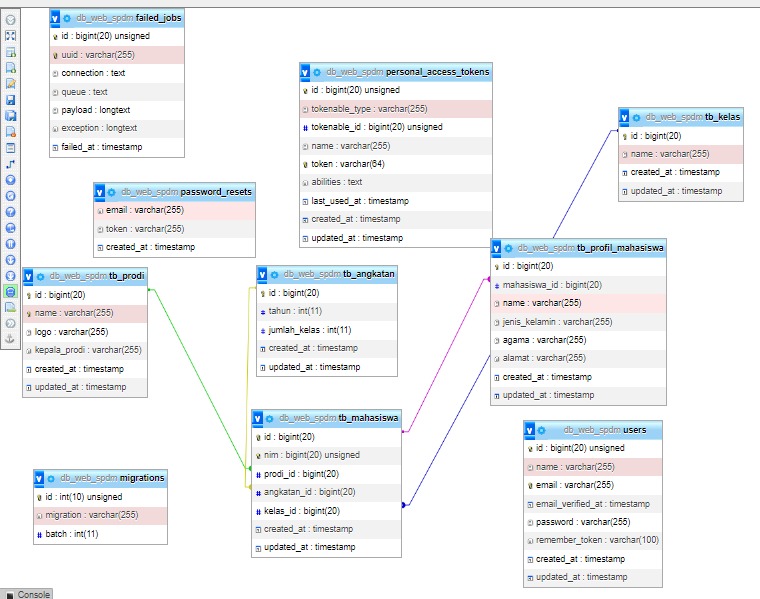 db_web_spdm failed_jobs
id : bigint(20) unsigned
uuid : varchar(255)
connection : text
queue : text
payload : longtext
exception : longtext
failed_at : timestamp
db_web_spdm personal_access_tokens
id : bigint(20) unsigned
tokenable_type : varchar(255)
tokenable_id : bigint(20) unsigned
name : varchar(255)
token : varchar(64)
abilities : text
last_used_at : timestamp
created_at : timestamp
updated_at : timestamp
db_web_spdm tb_kelas
id : bigint(20)
name : varchar(255)
created_at : timestamp
updated_at : timestamp
db_web_spdm password_resets
email : varchar(255)
token : varchar(255)
created_at : timestamp
db_web_spdm tb_prodi
id : bigint(20)
name : varchar(255)
logo : varchar(255)
kepala_prodi : varchar(255)
created_at : timestamp
updated_at : timestamp
db_web_spdm tb_angkatan
id : bigint(20)
tahun : int(11)
jumlah_kelas : int(11)
created_at : timestamp
updated_at : timestamp
db_web_spdm tb_profil_mahasiswa
id : bigint(20)
mahasiswa_id : bigint(20)
name : varchar(255)
jenis_kelamin : varchar(255)
agama : varchar(255)
alamat : varchar(255)
created_at : timestamp
updated_at : timestamp
db_web_spdm tb_mahasiswa
id : bigint(20)
nim : bigint(20) unsigned
prodi_id : bigint(20)
angkatan_id : bigint(20)
kelas_id : bigint(20)
created_at : timestamp
updated_at : timestamp
db_web_spdm migrations
id : int(10) unsigned
migration : varchar(255)
batch : int(11)
db_web_spdm users
id : bigint(20) unsigned
name : varchar(255)
email : varchar(255)
email_verified_at : timestamp
password : varchar(255)
remember_token : varchar(100)
created_at : timestamp
updated_at : timestamp
Console